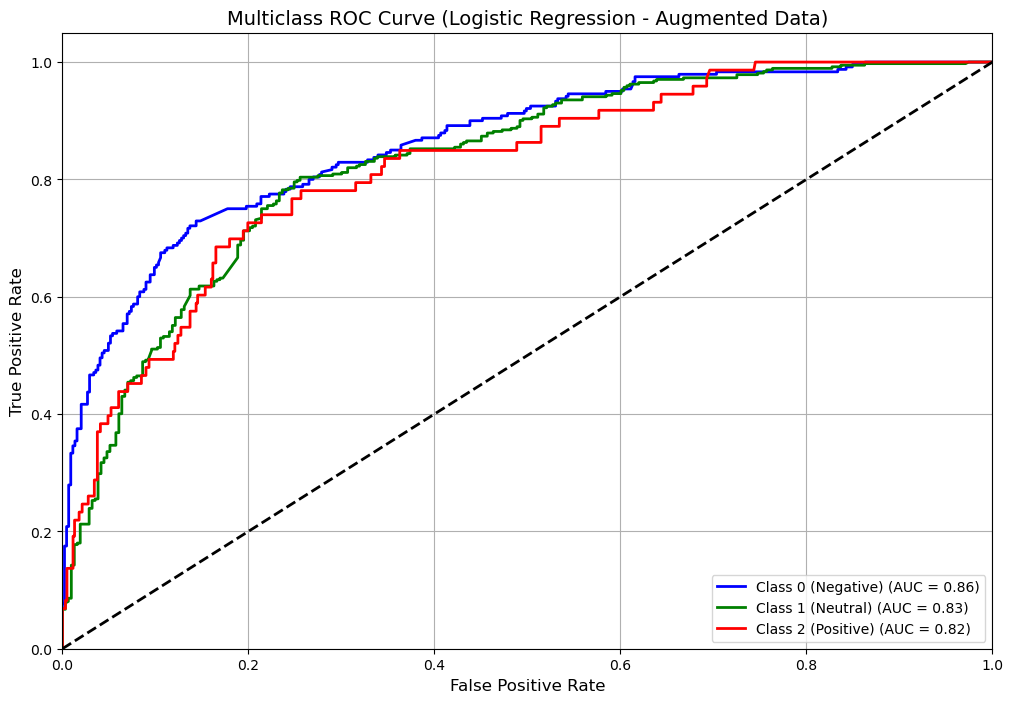 Multiclass ROC Curve (Logistic Regression - Augmented Data)
True Positive Rate
1.0
0.8
0.6
0.4
0.2
0.0
0.0 0.2 0.4 0.6 0.8 1.0
False Positive Rate
Class 0 (Negative) (AUC = 0.86)
Class 1 (Neutral) (AUC = 0.83)
Class 2 (Positive) (AUC = 0.82)